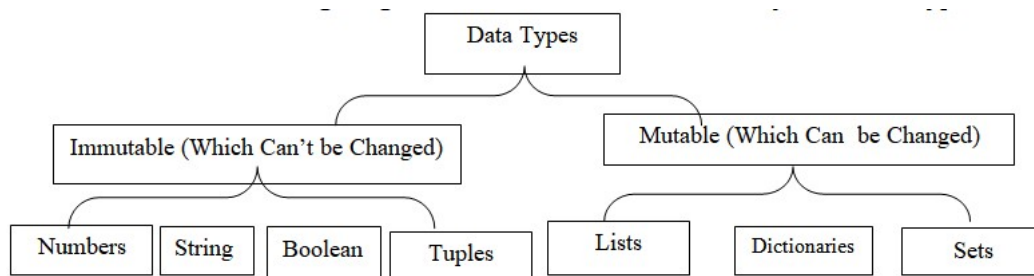 Data Types
Immutable (Which Can't be Changed)
Mutable (Which Can be Changed)
Numbers
String
Boolean
Tuples
Lists
Dictionaries
Sets